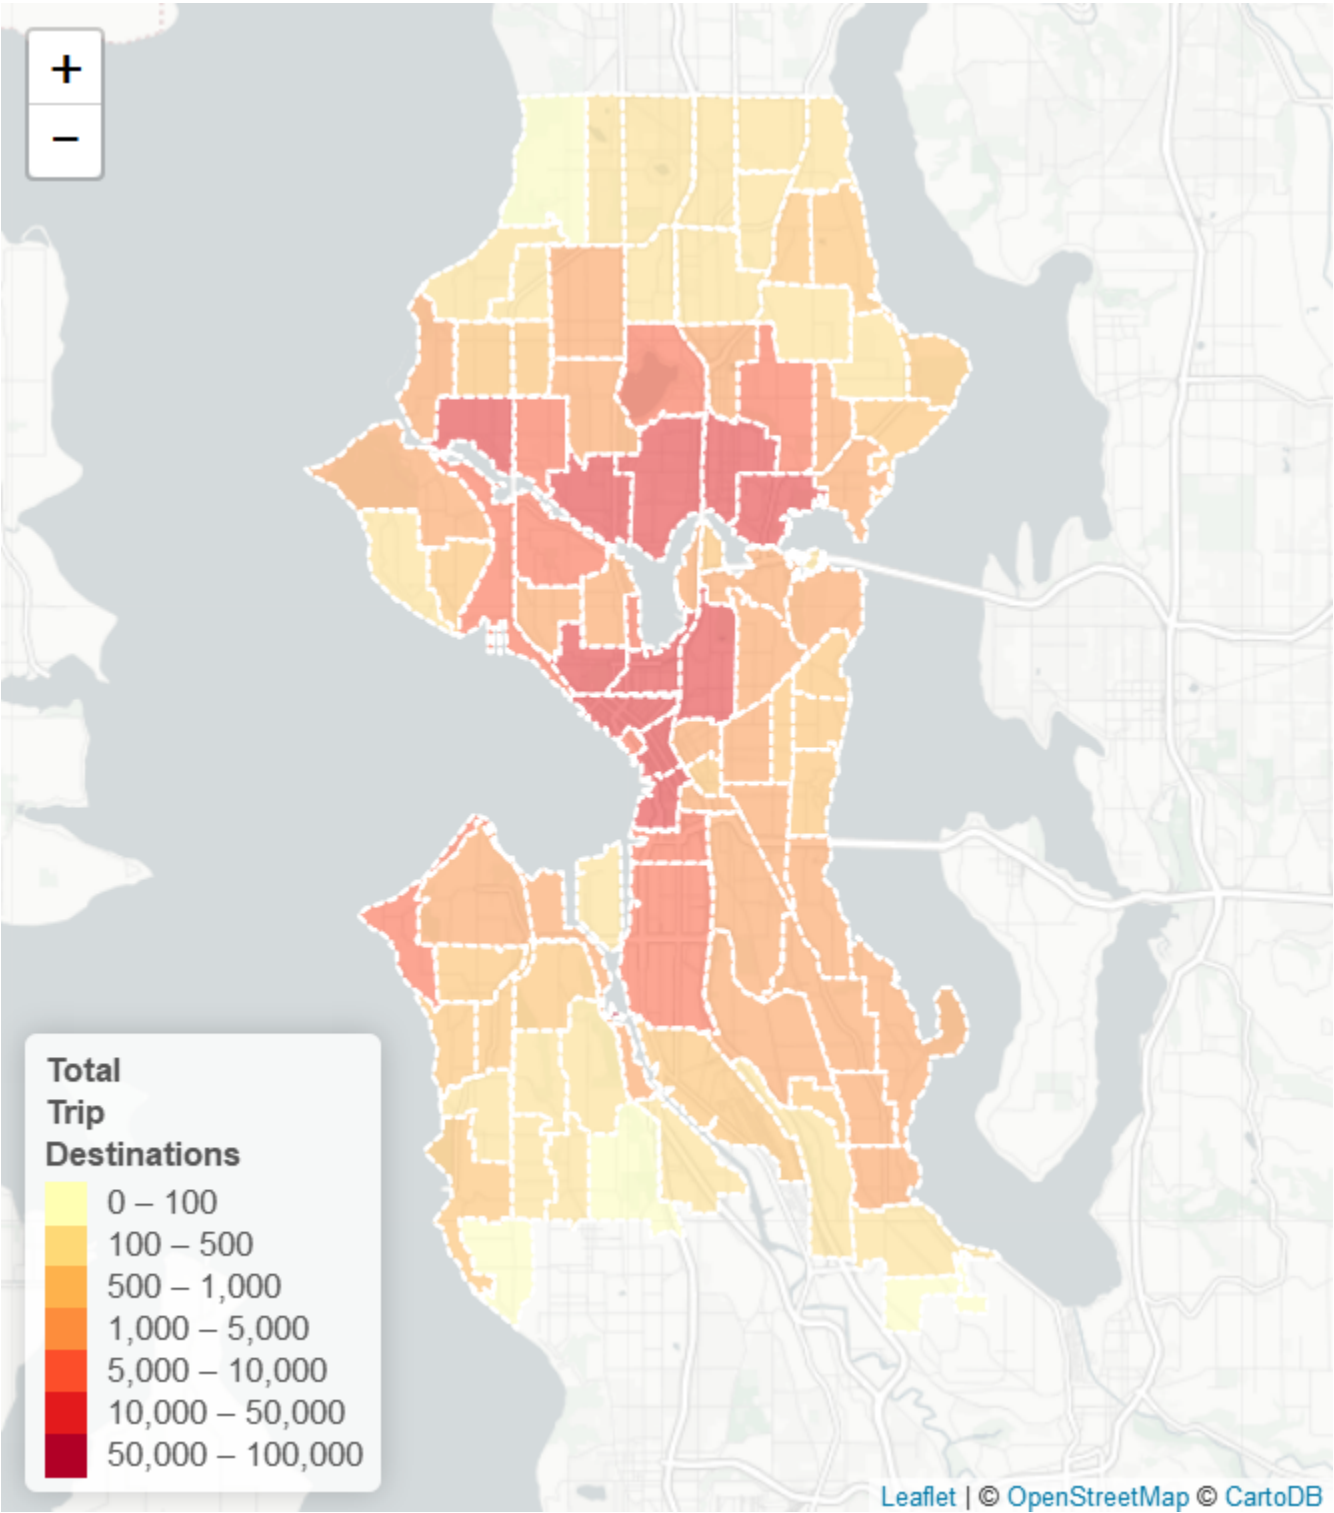 +
−
Total
Trip
Destinations
0 – 100
100 – 500
500 – 1,000
1,000 – 5,000
5,000 – 10,000
10,000 – 50,000
50,000 – 100,000
Leaflet | © OpenStreetMap © CartoDB